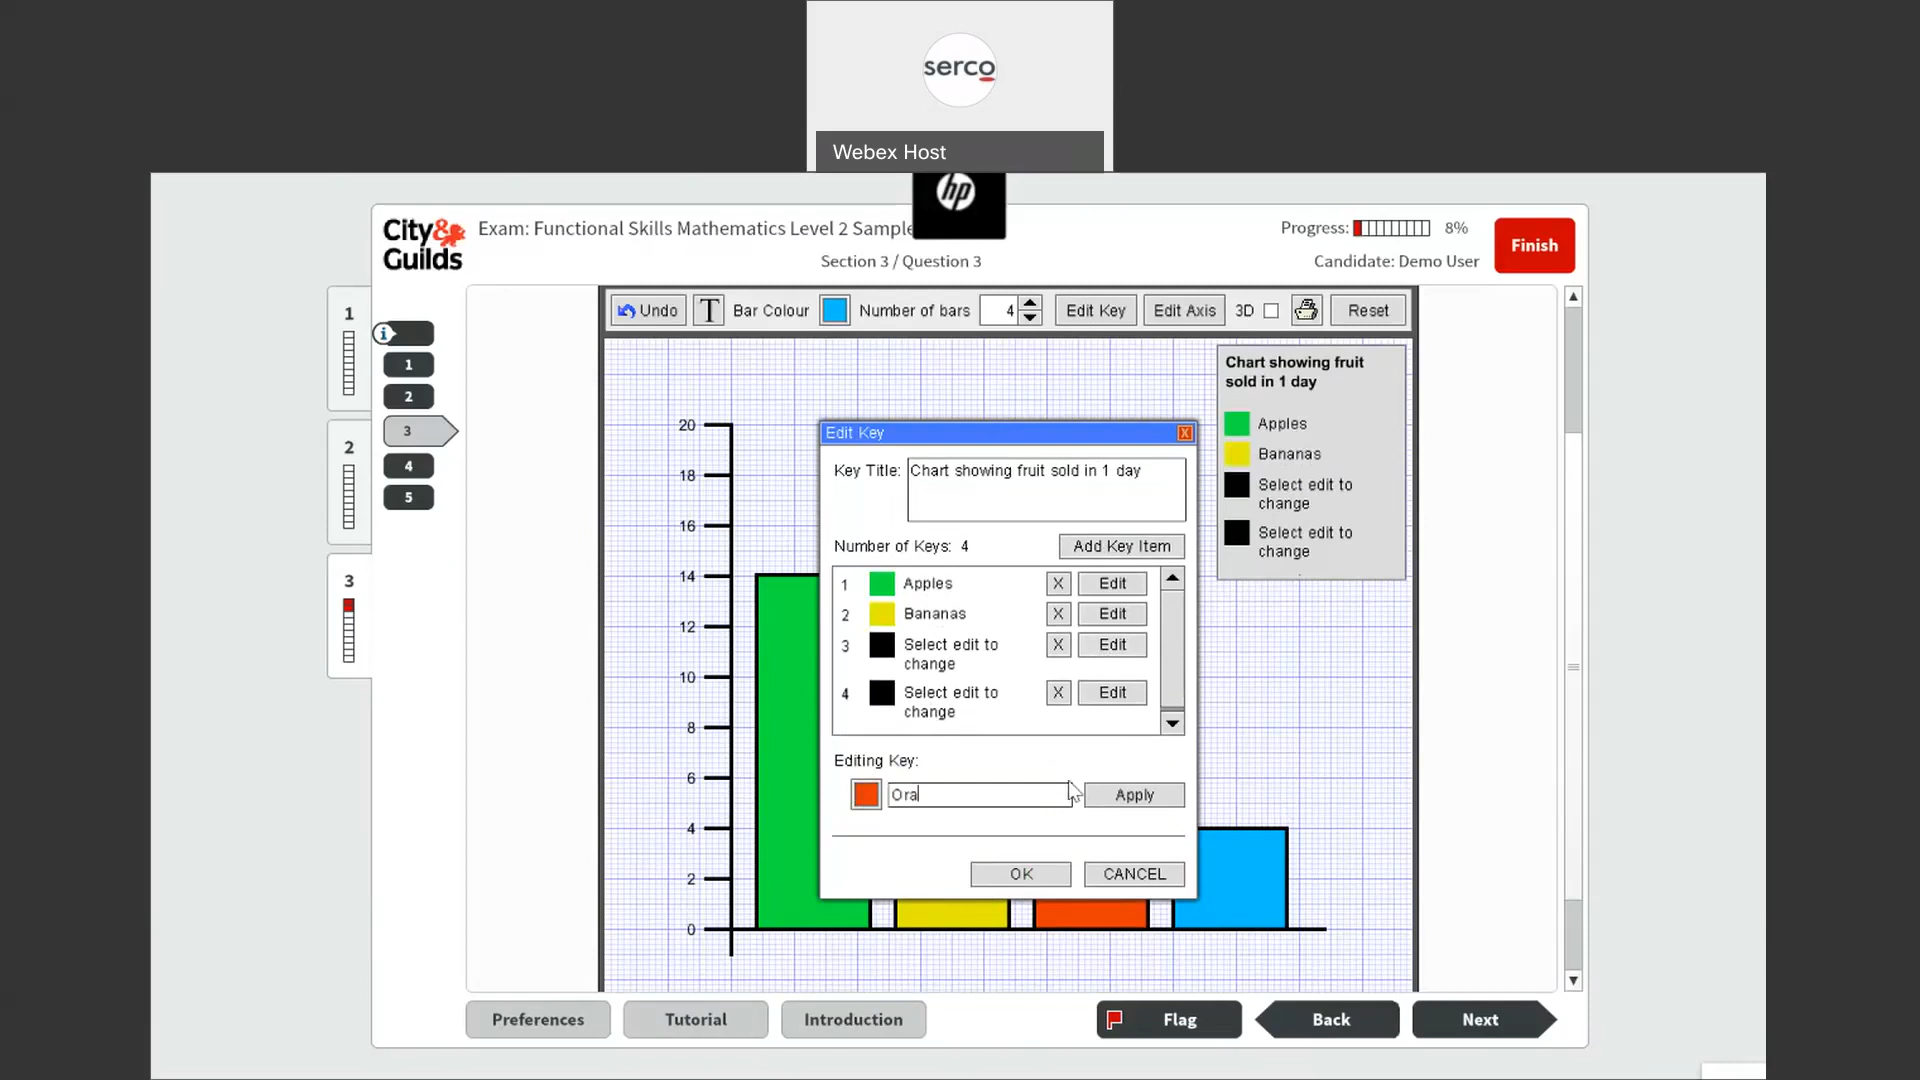 serco
Webex Host
hp
City&
Guilds
Exam: Functional Skills Mathematics Level 2 Sample
Section 3 / Question 3
Progress: 8%
Candidate: Demo User
Finish
1
2
3
i
1
2
3
4
5
Undo T Bar Colour Number of bars 4 Edit Key Edit Axis 3D Reset
Chart showing fruit
sold in 1 day
Apples
Bananas
Select edit to
change
Select edit to
change
20
18
16
14
12
10
8
6
4
2
0
Edit Key X
Key Title: Chart showing fruit sold in 1 day
Number of Keys: 4 Add Key Item
1 Apples X Edit
2 Bananas X Edit
3 Select edit to
change X Edit
4 Select edit to
change X Edit
Editing Key:
Ora Apply
OK CANCEL
Preferences Tutorial Introduction Flag Back Next